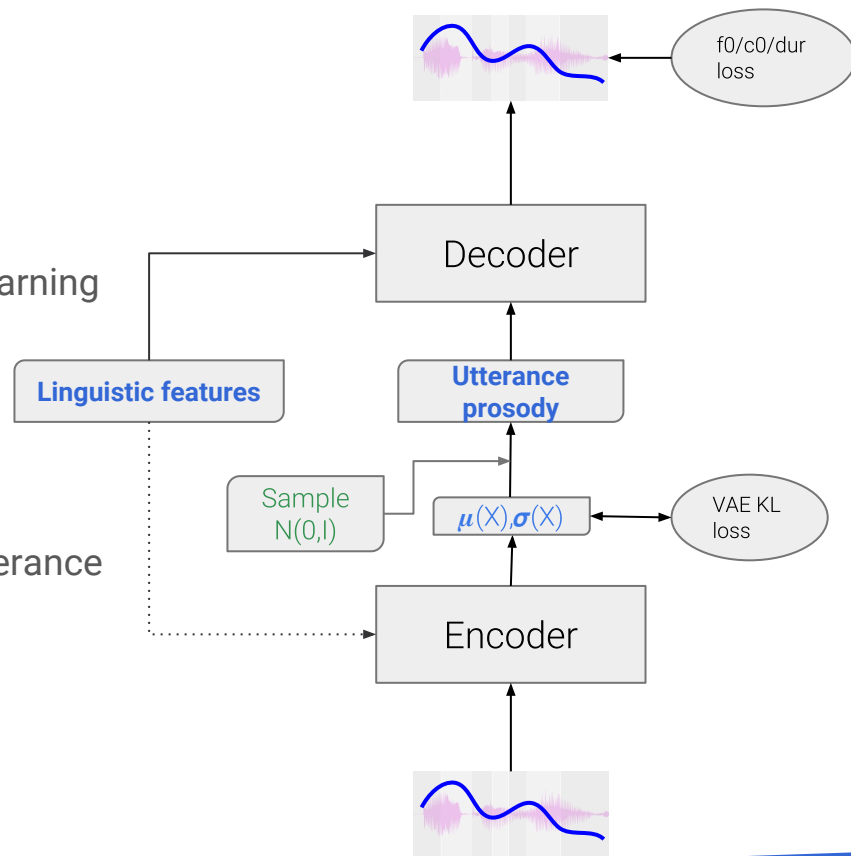 f0/c0/dur
loss
Decoder
arning
Linguistic features
Utterance
prosody
Sample
N(0,I)
μ(X),σ(X)
VAE KL
loss
erance
Encoder